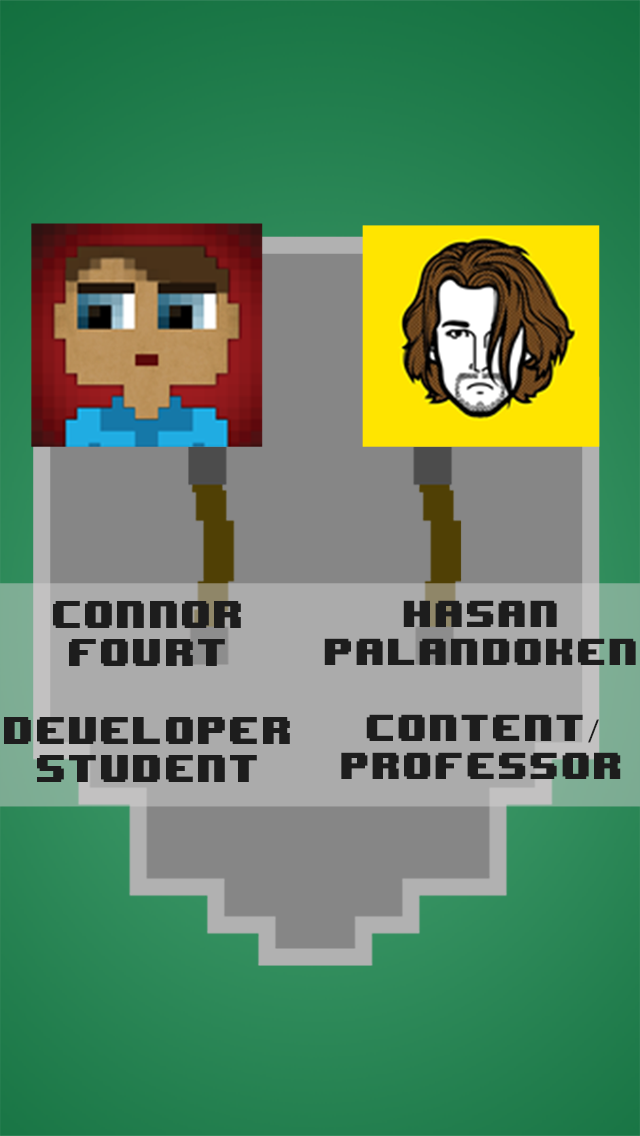 CONNOR
FOURT
DEVELOPER
STUDENT
HASAN
PALANDOKEN
CONTENT/
PROFESSOR